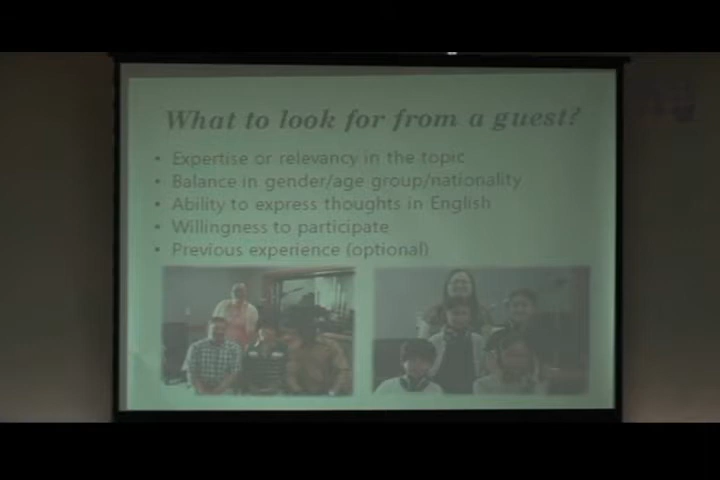 What to look for from a guest?
• Expertise or relevancy in the topic
• Balance in gender/age group/nationality
• Ability to express thoughts in English
• Willingness to participate
• Previous experience (optional)